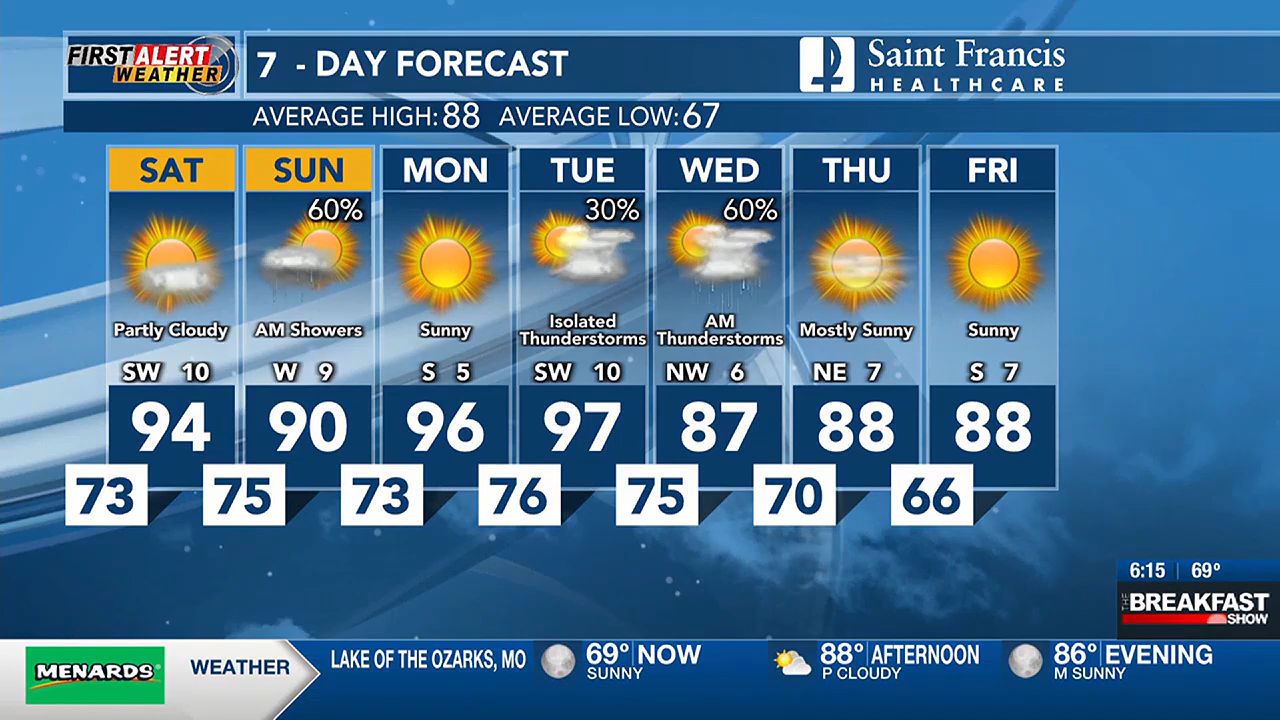 FIRST ALERT
WEATHER
7 - DAY FORECAST
Saint Francis
HEALTHCARE
AVERAGE HIGH: 88 AVERAGE LOW: 67
SAT SUN MON TUE WED THU FRI
60% 30% 60%
Partly Cloudy AM Showers Sunny Isolated Thunderstorms AM Thunderstorms Mostly Sunny Sunny
SW 10 W 9 S 5 SW 10 NW 6 NE 7 S 7
94 90 96 97 87 88 88
73 75 73 76 75 70 66
6:15 69°
THE BREAKFAST
SHOW
MENARDS
WEATHER
LAKE OF THE OZARKS, MO
69° NOW
SUNNY
88° AFTERNOON
P CLOUDY
86° EVENING
M SUNNY